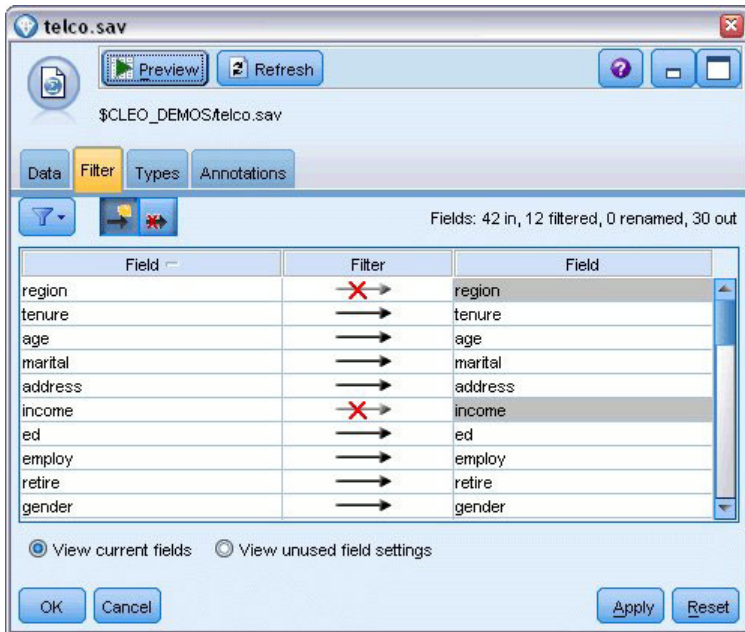 telco.sav
Preview Refresh
$CLEO_DEMOS/telco.sav
Data Filter Types Annotations
Fields: 42 in, 12 filtered, 0 renamed, 30 out
Field Filter Field
region region
tenure tenure
age age
marital marital
address address
income income
ed ed
employ employ
retire retire
gender gender
View current fields View unused field settings
OK Cancel Apply Reset